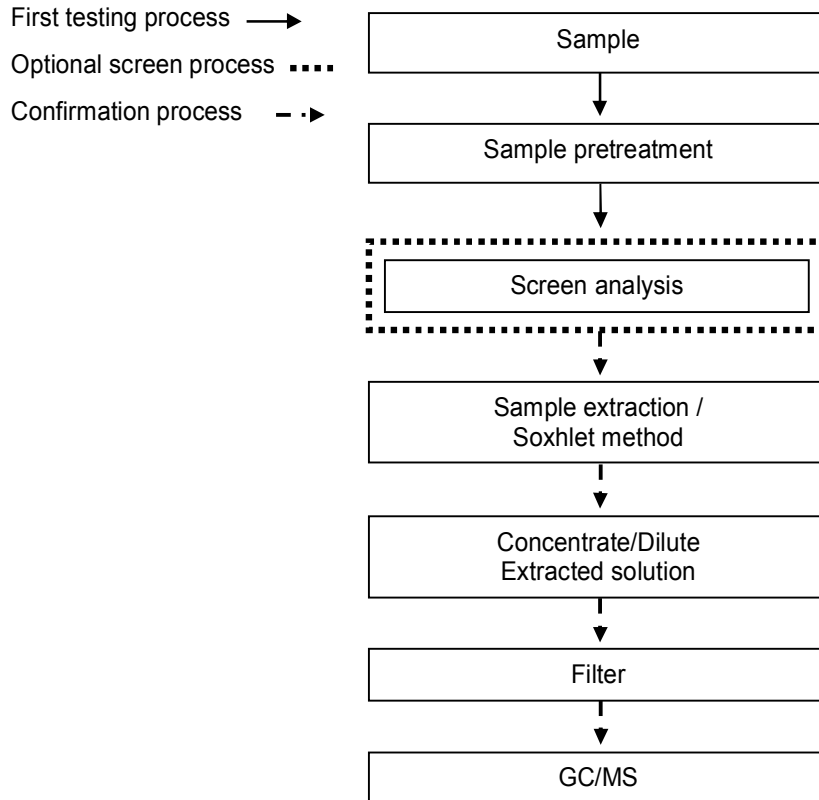 First testing process
Optional screen process
Confirmation process
Sample
Sample pretreatment
Screen analysis
Sample extraction /
Soxhlet method
Concentrate/Dilute
Extracted solution
Filter
GC/MS